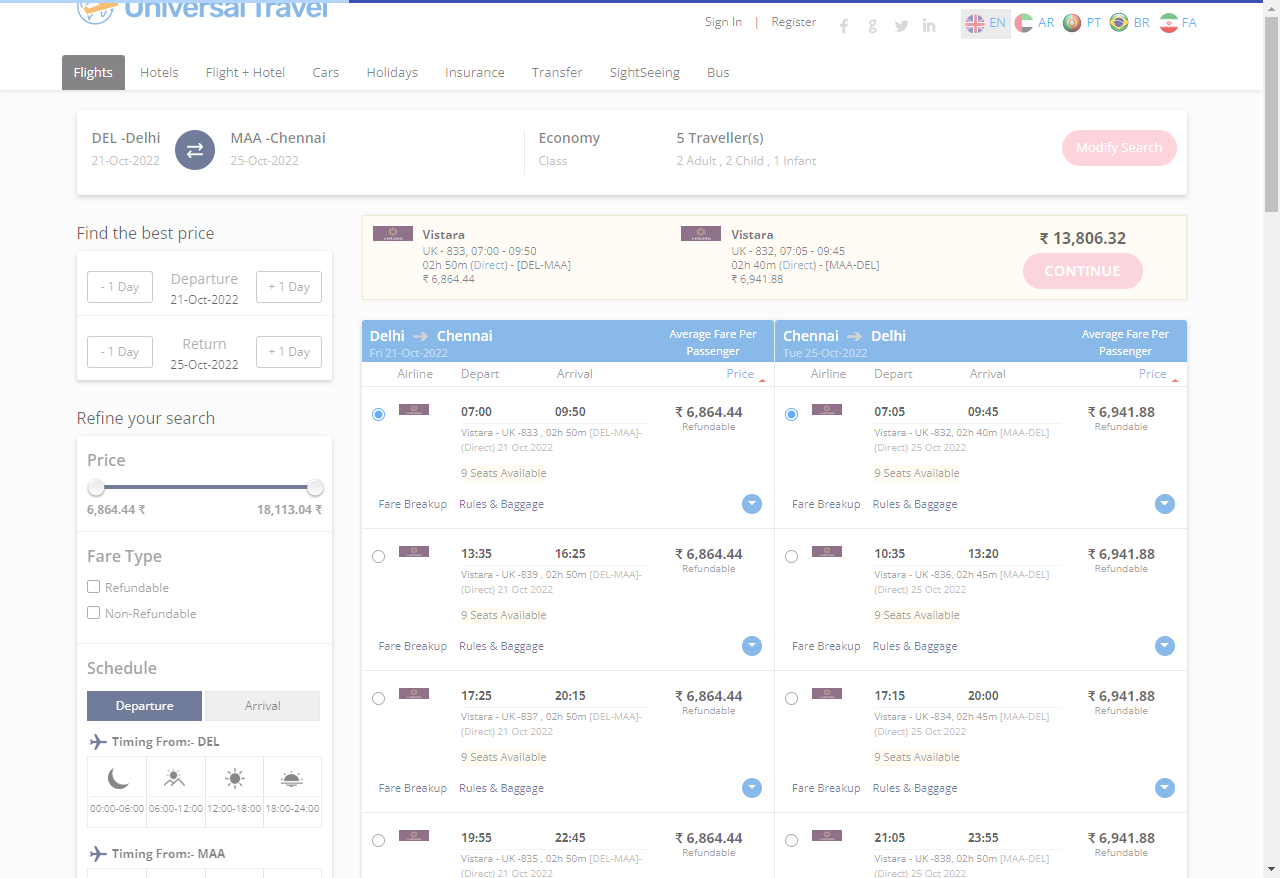 Universal Travel
Sign In | Register
EN AR PT BR FA
Flights Hotels Flight + Hotel Cars Holidays Insurance Transfer SightSeeing Bus
DEL -Delhi MAA -Chennai Economy 5 Traveller(s)
21-Oct-2022 25-Oct-2022 Class 2 Adult , 2 Child , 1 Infant
Modify Search
Find the best price
- 1 Day Departure + 1 Day
21-Oct-2022
- 1 Day Return + 1 Day
25-Oct-2022
Refine your search
Price
6,864.44 ₹ 18,113.04 ₹
Fare Type
Refundable
Non-Refundable
Schedule
Departure Arrival
Timing From:- DEL
00:00-06:00 06:00-12:00 12:00-18:00 18:00-24:00
Timing From:- MAA
Vistara
UK - 833, 07:00 - 09:50
02h 50m (Direct) - [DEL-MAA]
₹ 6,864.44
Vistara
UK - 832, 07:05 - 09:45
02h 40m (Direct) - [MAA-DEL]
₹ 6,941.88
₹ 13,806.32
CONTINUE
Delhi Chennai Average Fare Per
Fri 21-Oct-2022 Passenger
Airline Depart Arrival Price
07:00 09:50 ₹ 6,864.44
Vistara - UK -833 , 02h 50m [DEL-MAA]- Refundable
(Direct) 21 Oct 2022
9 Seats Available
Fare Breakup Rules & Baggage
13:35 16:25 ₹ 6,864.44
Vistara - UK -839 , 02h 50m [DEL-MAA]- Refundable
(Direct) 21 Oct 2022
9 Seats Available
Fare Breakup Rules & Baggage
17:25 20:15 ₹ 6,864.44
Vistara - UK -837 , 02h 50m [DEL-MAA]- Refundable
(Direct) 21 Oct 2022
9 Seats Available
Fare Breakup Rules & Baggage
19:55 22:45 ₹ 6,864.44
Vistara - UK -835 , 02h 50m [DEL-MAA]- Refundable
(Direct) 21 Oct 2022
Chennai Delhi Average Fare Per
Tue 25-Oct-2022 Passenger
Airline Depart Arrival Price
07:05 09:45 ₹ 6,941.88
Vistara - UK -832, 02h 40m [MAA-DEL] Refundable
(Direct) 25 Oct 2022
9 Seats Available
Fare Breakup Rules & Baggage
10:35 13:20 ₹ 6,941.88
Vistara - UK -836, 02h 45m [MAA-DEL] Refundable
(Direct) 25 Oct 2022
9 Seats Available
Fare Breakup Rules & Baggage
17:15 20:00 ₹ 6,941.88
Vistara - UK -834, 02h 45m [MAA-DEL] Refundable
(Direct) 25 Oct 2022
9 Seats Available
Fare Breakup Rules & Baggage
21:05 23:55 ₹ 6,941.88
Vistara - UK -838, 02h 50m [MAA-DEL] Refundable
(Direct) 25 Oct 2022